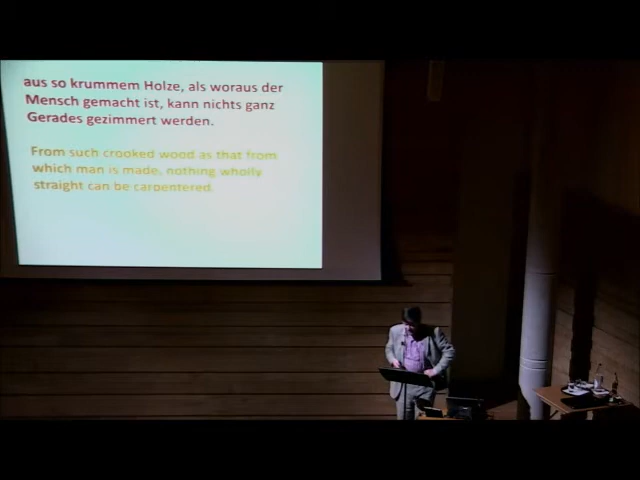 aus so krummem Holze, als woraus der
Mensch gemacht ist, kann nichts ganz
Gerades gezimmert werden.
From such crooked wood as that from
which man is made, nothing wholly
straight can be carpentered.